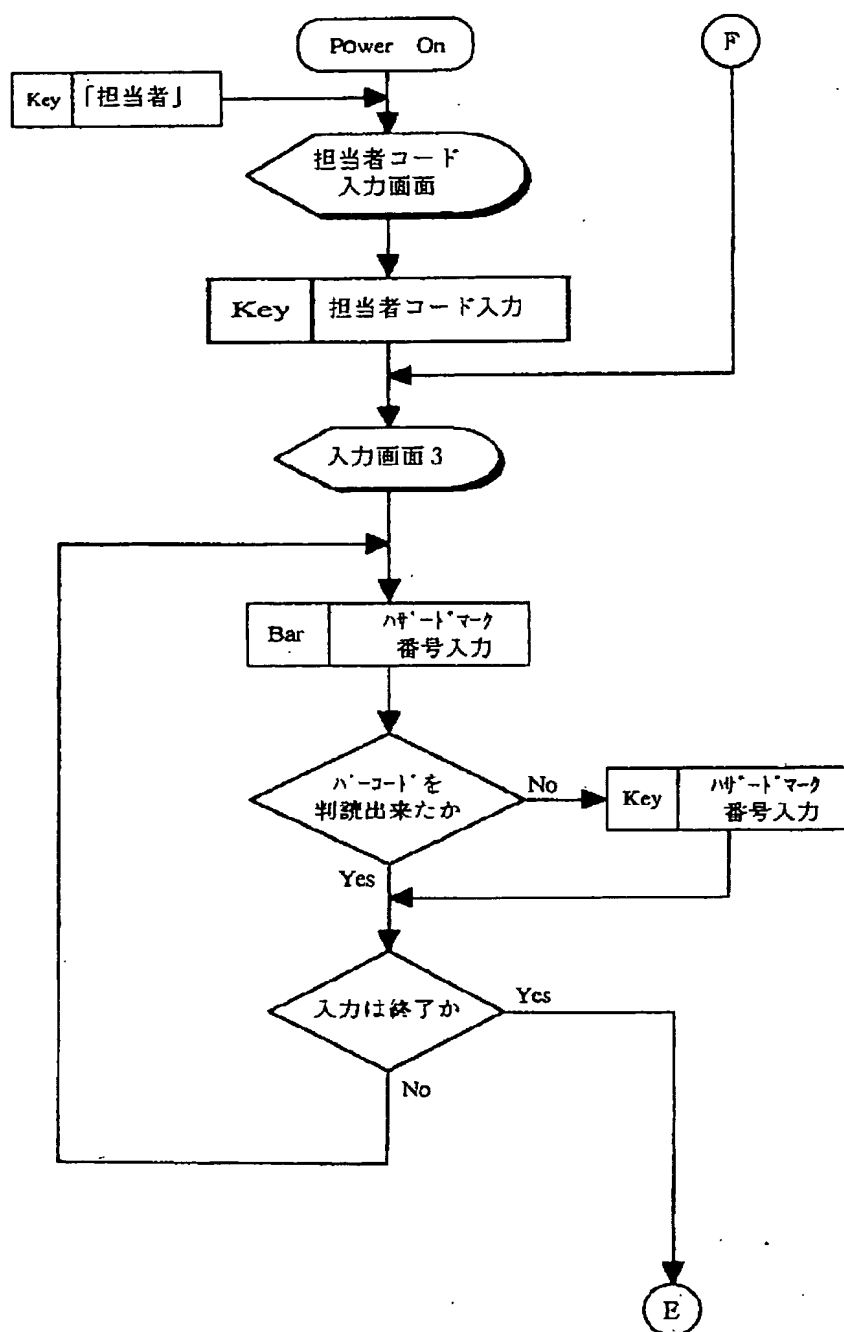 Power On
F
Key 「担当者」
担当者コード
入力画面
Key 担当者コード入力
入力画面3
Bar ﾊｻﾞｰﾄﾞﾏｰｸ
番号入力
ﾊﾞｰｺｰﾄﾞを
判読出来たか
No
Key ﾊｻﾞｰﾄﾞﾏｰｸ
番号入力
Yes
入力は終了か
Yes
No
E